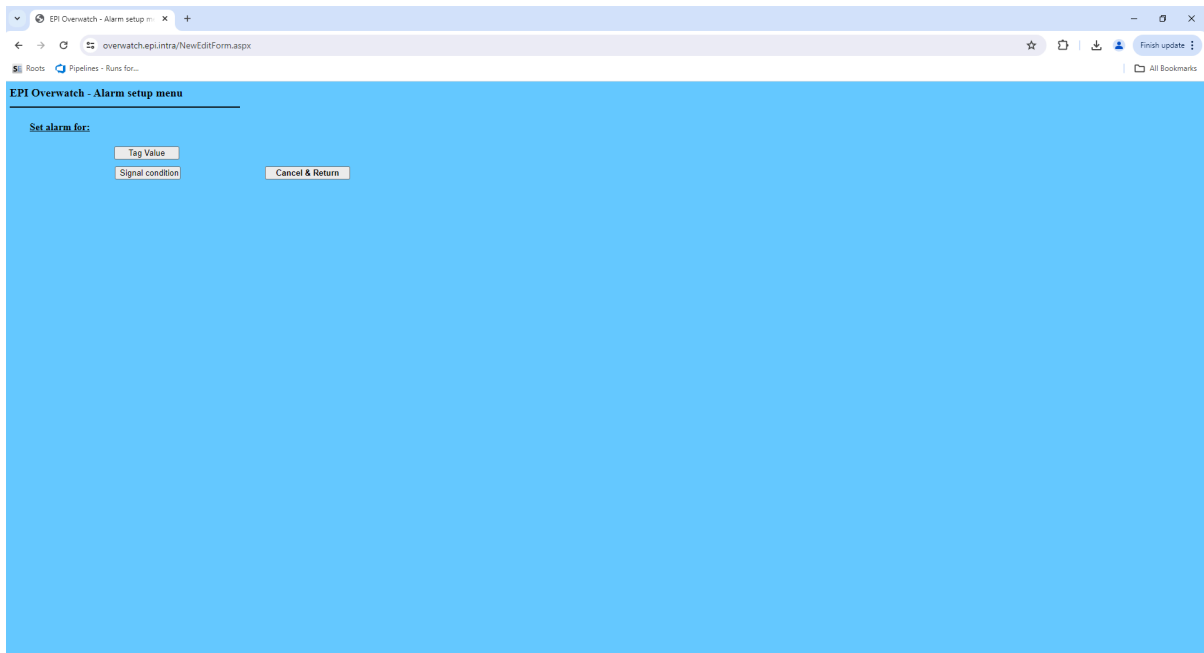 EPI Overwatch - Alarm setup m
overwatch.epi.intra/NewEditForm.aspx
Finish update
Roots
Pipelines - Runs for...
All Bookmarks
EPI Overwatch - Alarm setup menu
Set alarm for:
Tag Value
Signal condition
Cancel & Return